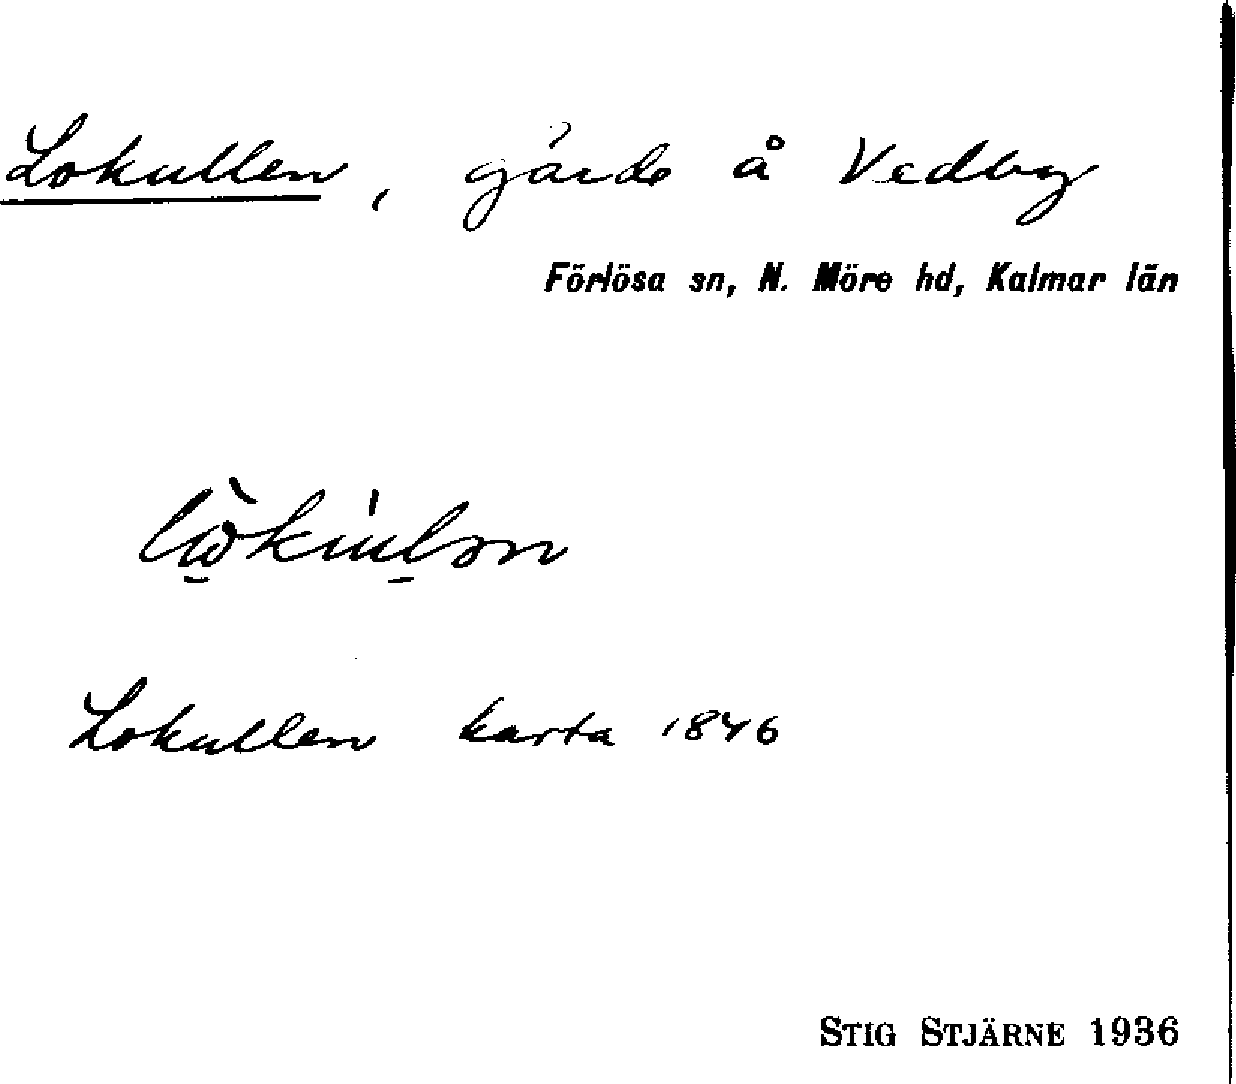 Lokullen, gärde å Vedby
Förlösa sn, N. Möre hd, Kalmar län
Lokullen karta 1846
STIG STJÄRNE 1936